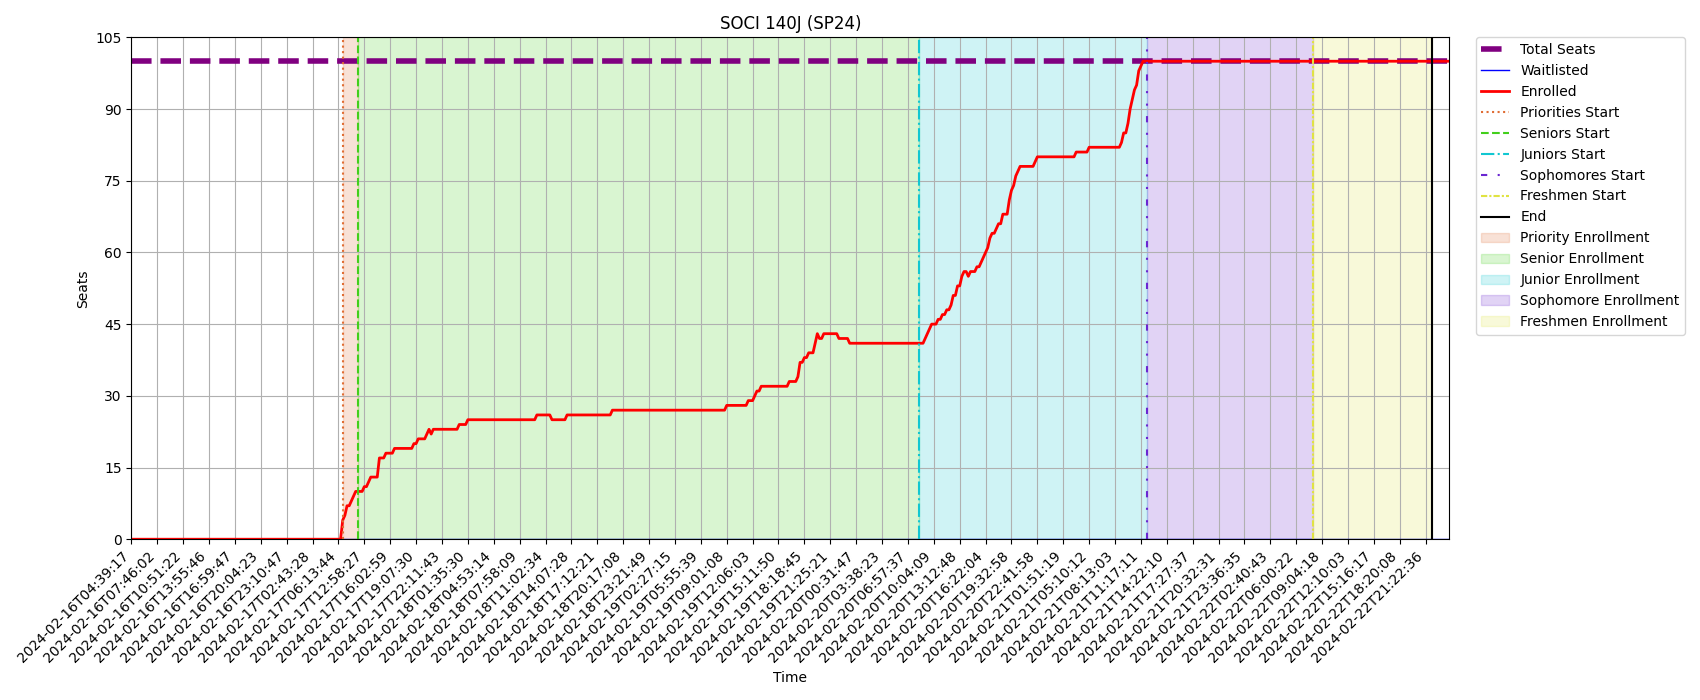 SOCI 140J (SP24)
105
90
75
60
45
30
15
0
Seats
2024-02-16T04:39:17
2024-02-16T07:46:02
2024-02-16T10:51:22
2024-02-16T13:55:46
2024-02-16T16:59:47
2024-02-16T20:04:23
2024-02-16T23:10:47
2024-02-17T02:43:28
2024-02-17T06:13:44
2024-02-17T12:58:27
2024-02-17T16:02:59
2024-02-17T19:07:30
2024-02-17T22:11:43
2024-02-18T01:35:30
2024-02-18T04:53:14
2024-02-18T07:58:09
2024-02-18T11:02:34
2024-02-18T14:07:28
2024-02-18T17:12:21
2024-02-18T20:17:08
2024-02-18T23:21:49
2024-02-19T02:27:15
2024-02-19T05:55:39
2024-02-19T09:01:08
2024-02-19T12:06:03
2024-02-19T15:11:50
2024-02-19T18:18:45
2024-02-19T21:25:21
2024-02-20T00:31:47
2024-02-20T03:38:23
2024-02-20T06:57:37
2024-02-20T10:04:09
2024-02-20T13:12:48
2024-02-20T16:22:04
2024-02-20T19:32:58
2024-02-20T22:41:58
2024-02-21T01:51:19
2024-02-21T05:10:12
2024-02-21T08:13:03
2024-02-21T11:17:11
2024-02-21T14:22:10
2024-02-21T17:27:37
2024-02-21T20:32:31
2024-02-21T23:36:35
2024-02-22T02:40:43
2024-02-22T06:00:22
2024-02-22T09:04:18
2024-02-22T12:10:03
2024-02-22T15:16:17
2024-02-22T18:20:08
2024-02-22T21:22:36
Time
Total Seats
Waitlisted
Enrolled
Priorities Start
Seniors Start
Juniors Start
Sophomores Start
Freshmen Start
End
Priority Enrollment
Senior Enrollment
Junior Enrollment
Sophomore Enrollment
Freshmen Enrollment